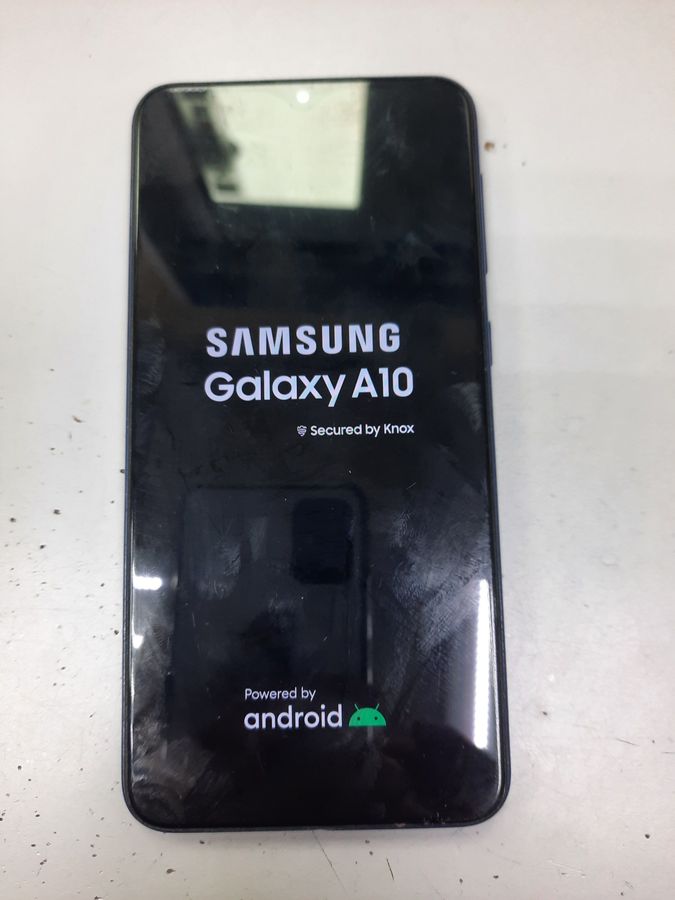 SAMSUNG
Galaxy A10
Secured by Knox
Powered by
android